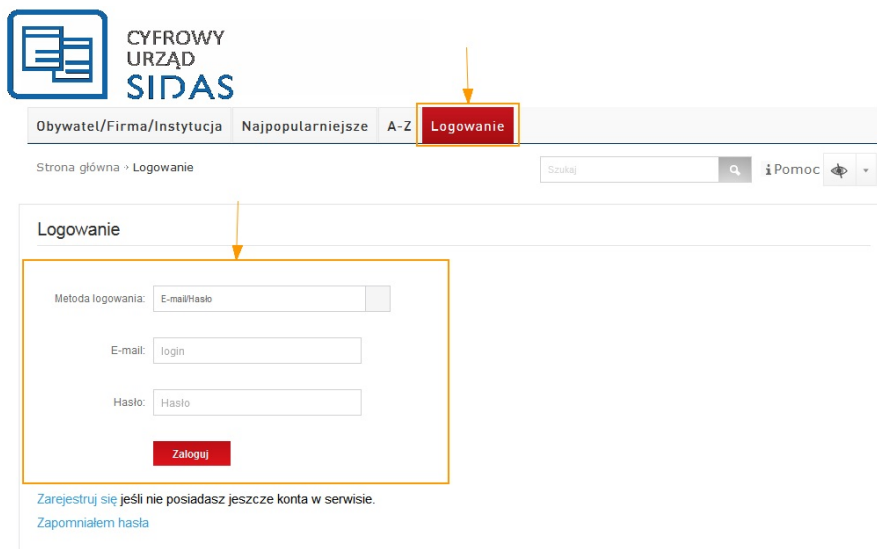 CYFROWY
URZĄD
SIDAS
Obywatel/Firma/Instytucja Najpopularniejsze A-Z Logowanie
Strona główna › Logowanie Szukaj i Pomoc
Logowanie
Metoda logowania: E-mail/Hasło
E-mail: login
Hasło: Hasło
Zaloguj
Zarejestruj się jeśli nie posiadasz jeszcze konta w serwisie.
Zapomniałem hasła